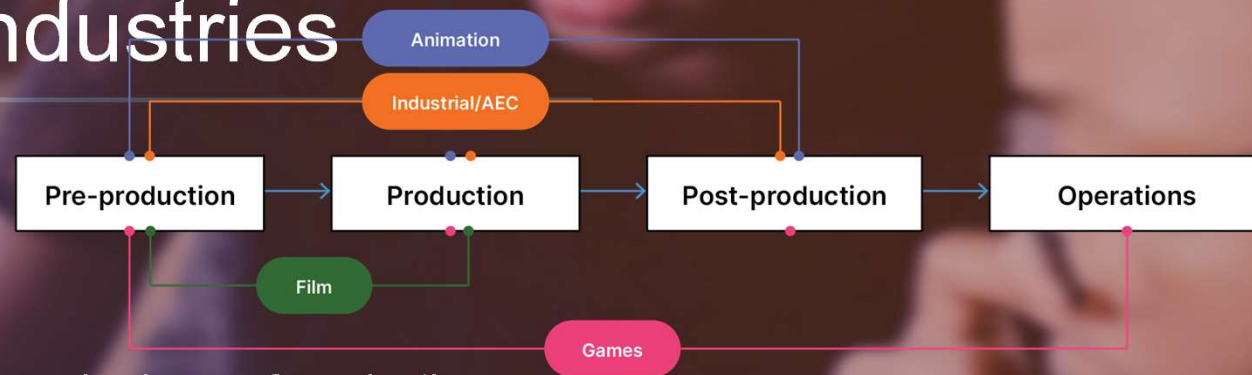 ndustries
Animation
Industrial/AEC
Pre-production
Production
Post-production
Operations
Film
Games